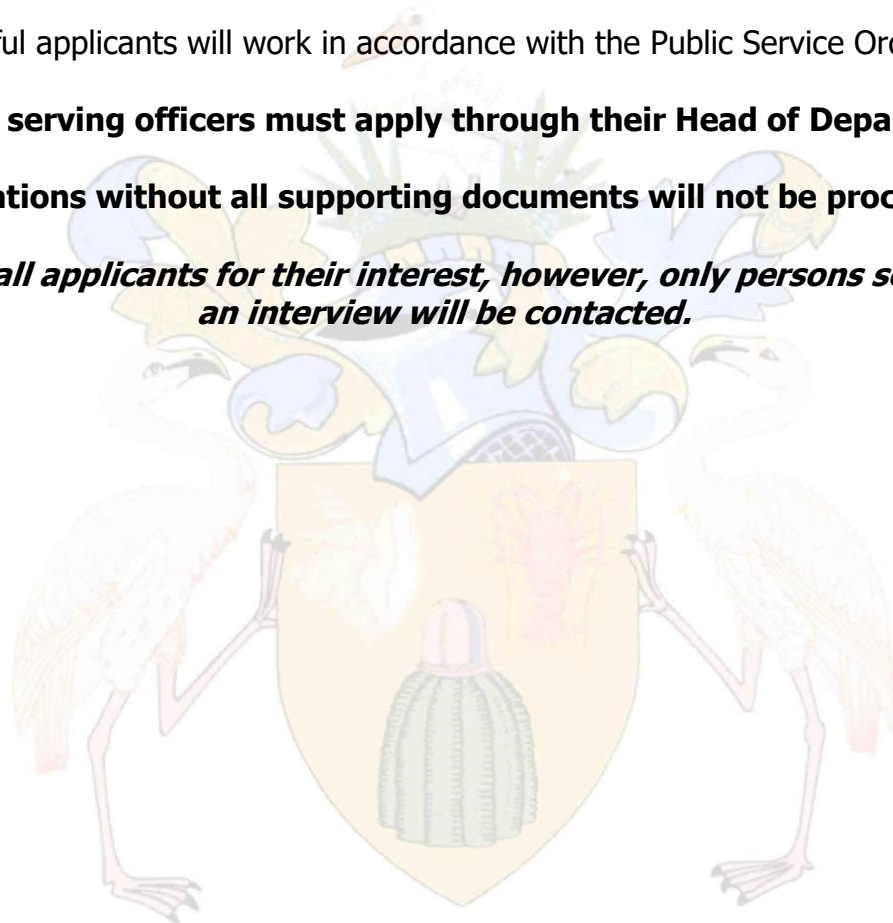 ful applicants will work in accordance with the Public Service Or
serving officers must apply through their Head of Depa
ations without all supporting documents will not be proc
all applicants for their interest, however, only persons s
an interview will be contacted.